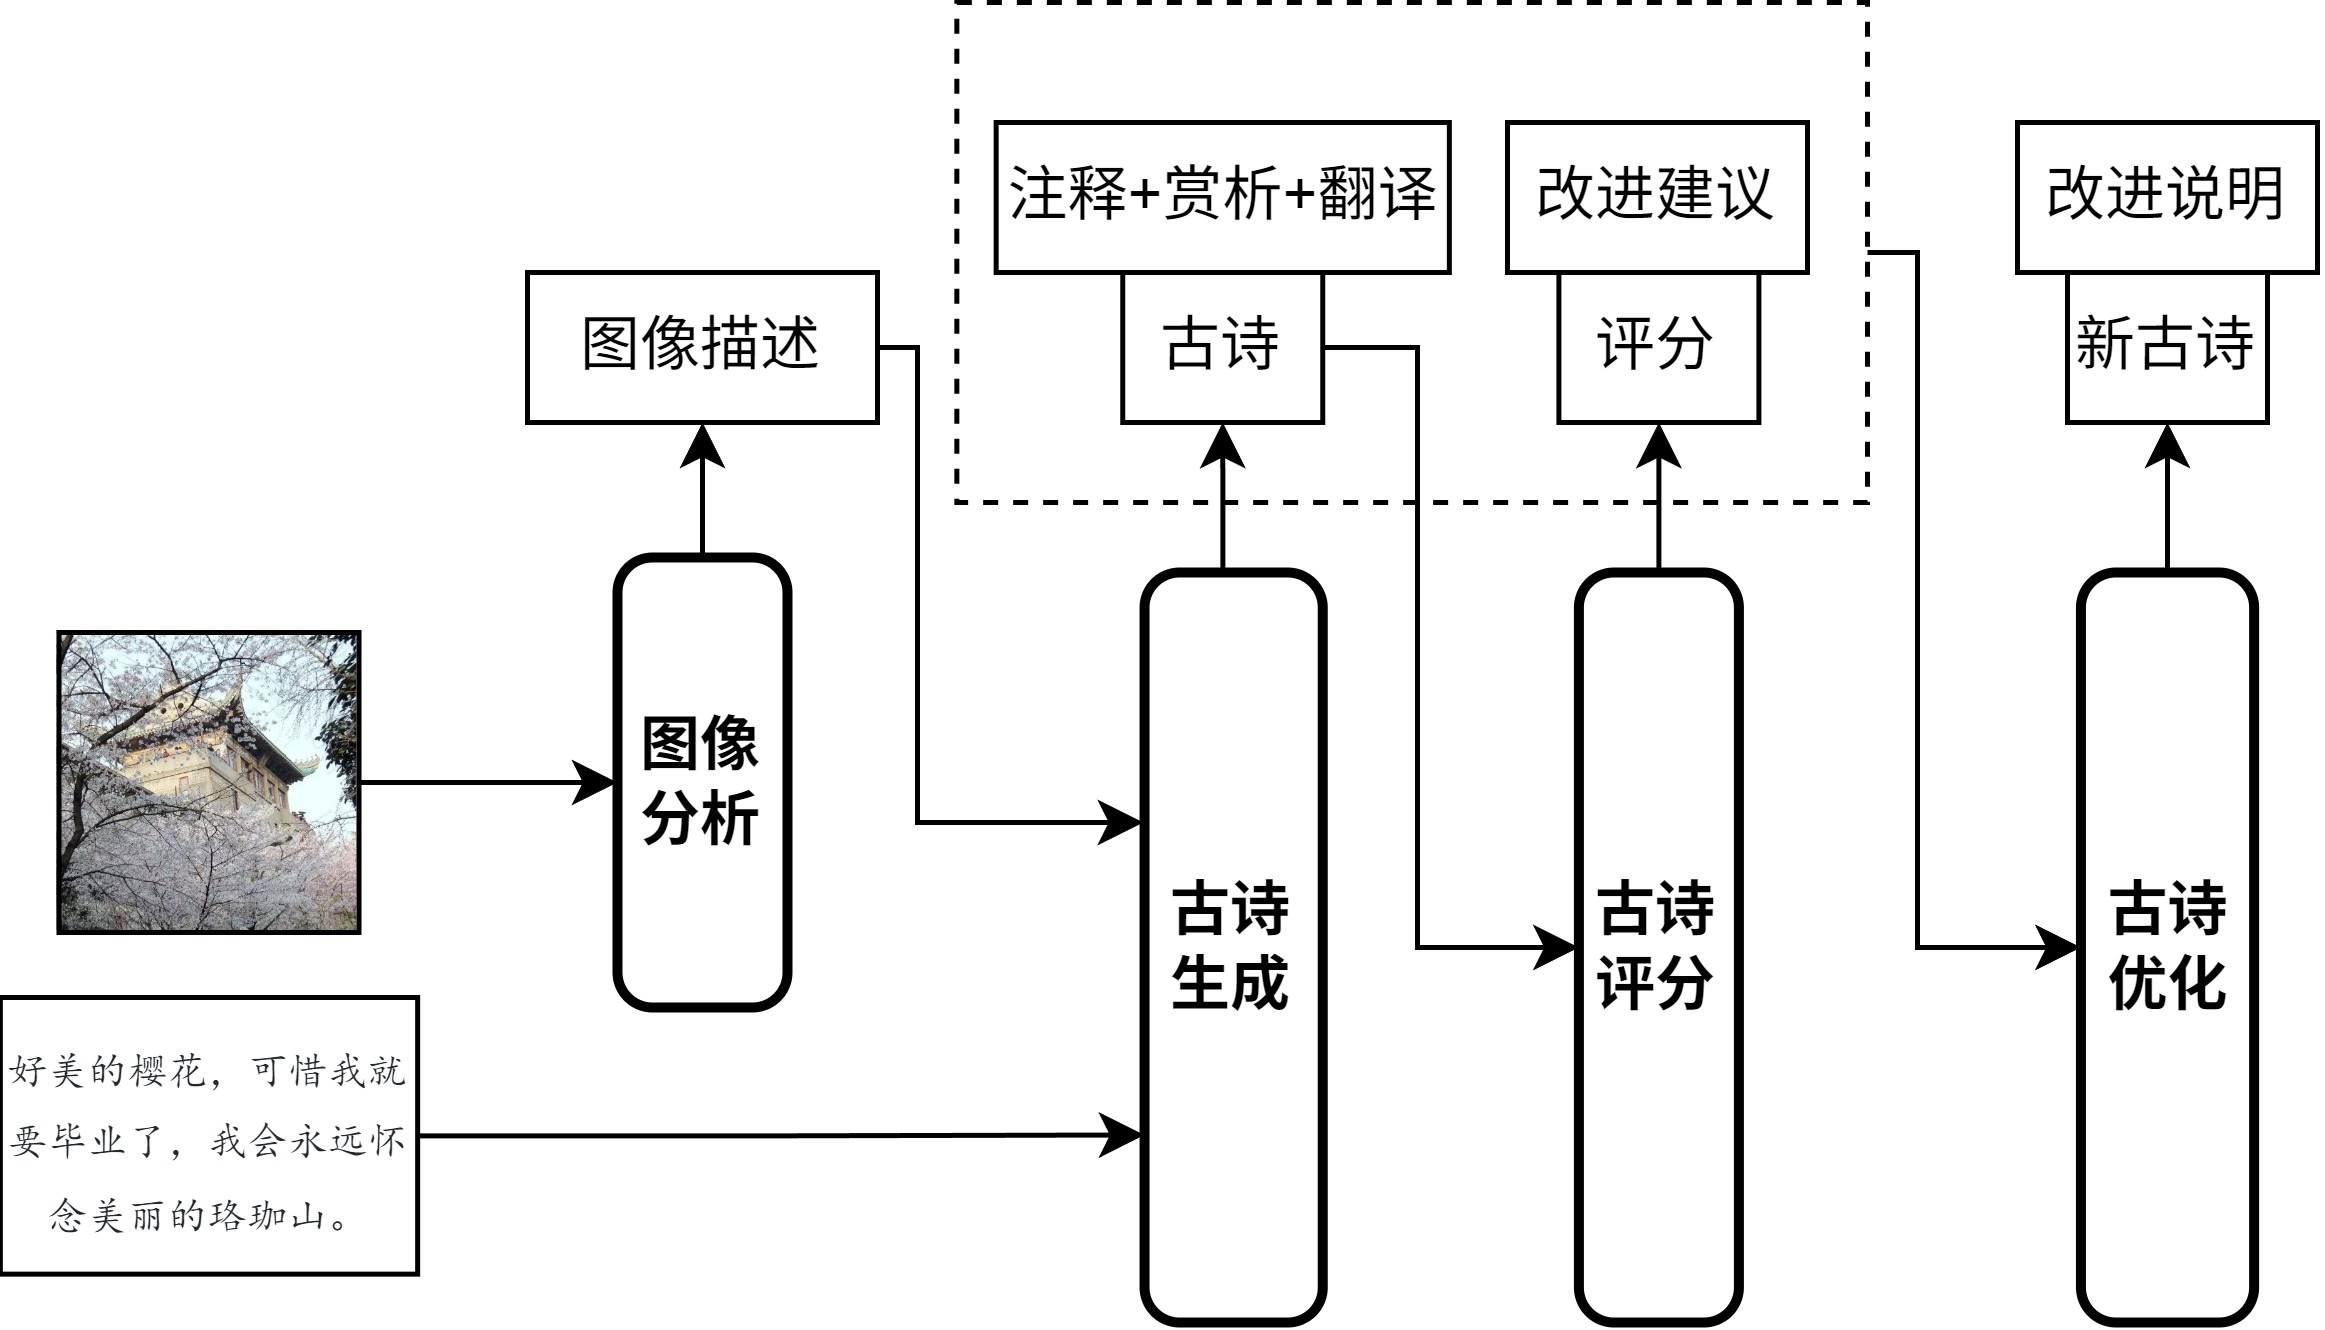 注释+赏析+翻译
改进建议
改进说明
图像描述
古诗
评分
新古诗
图像
分析
古诗
生成
古诗
评分
古诗
优化
好美的樱花，可惜我就
要毕业了，我会永远怀
念美丽的珞珈山。